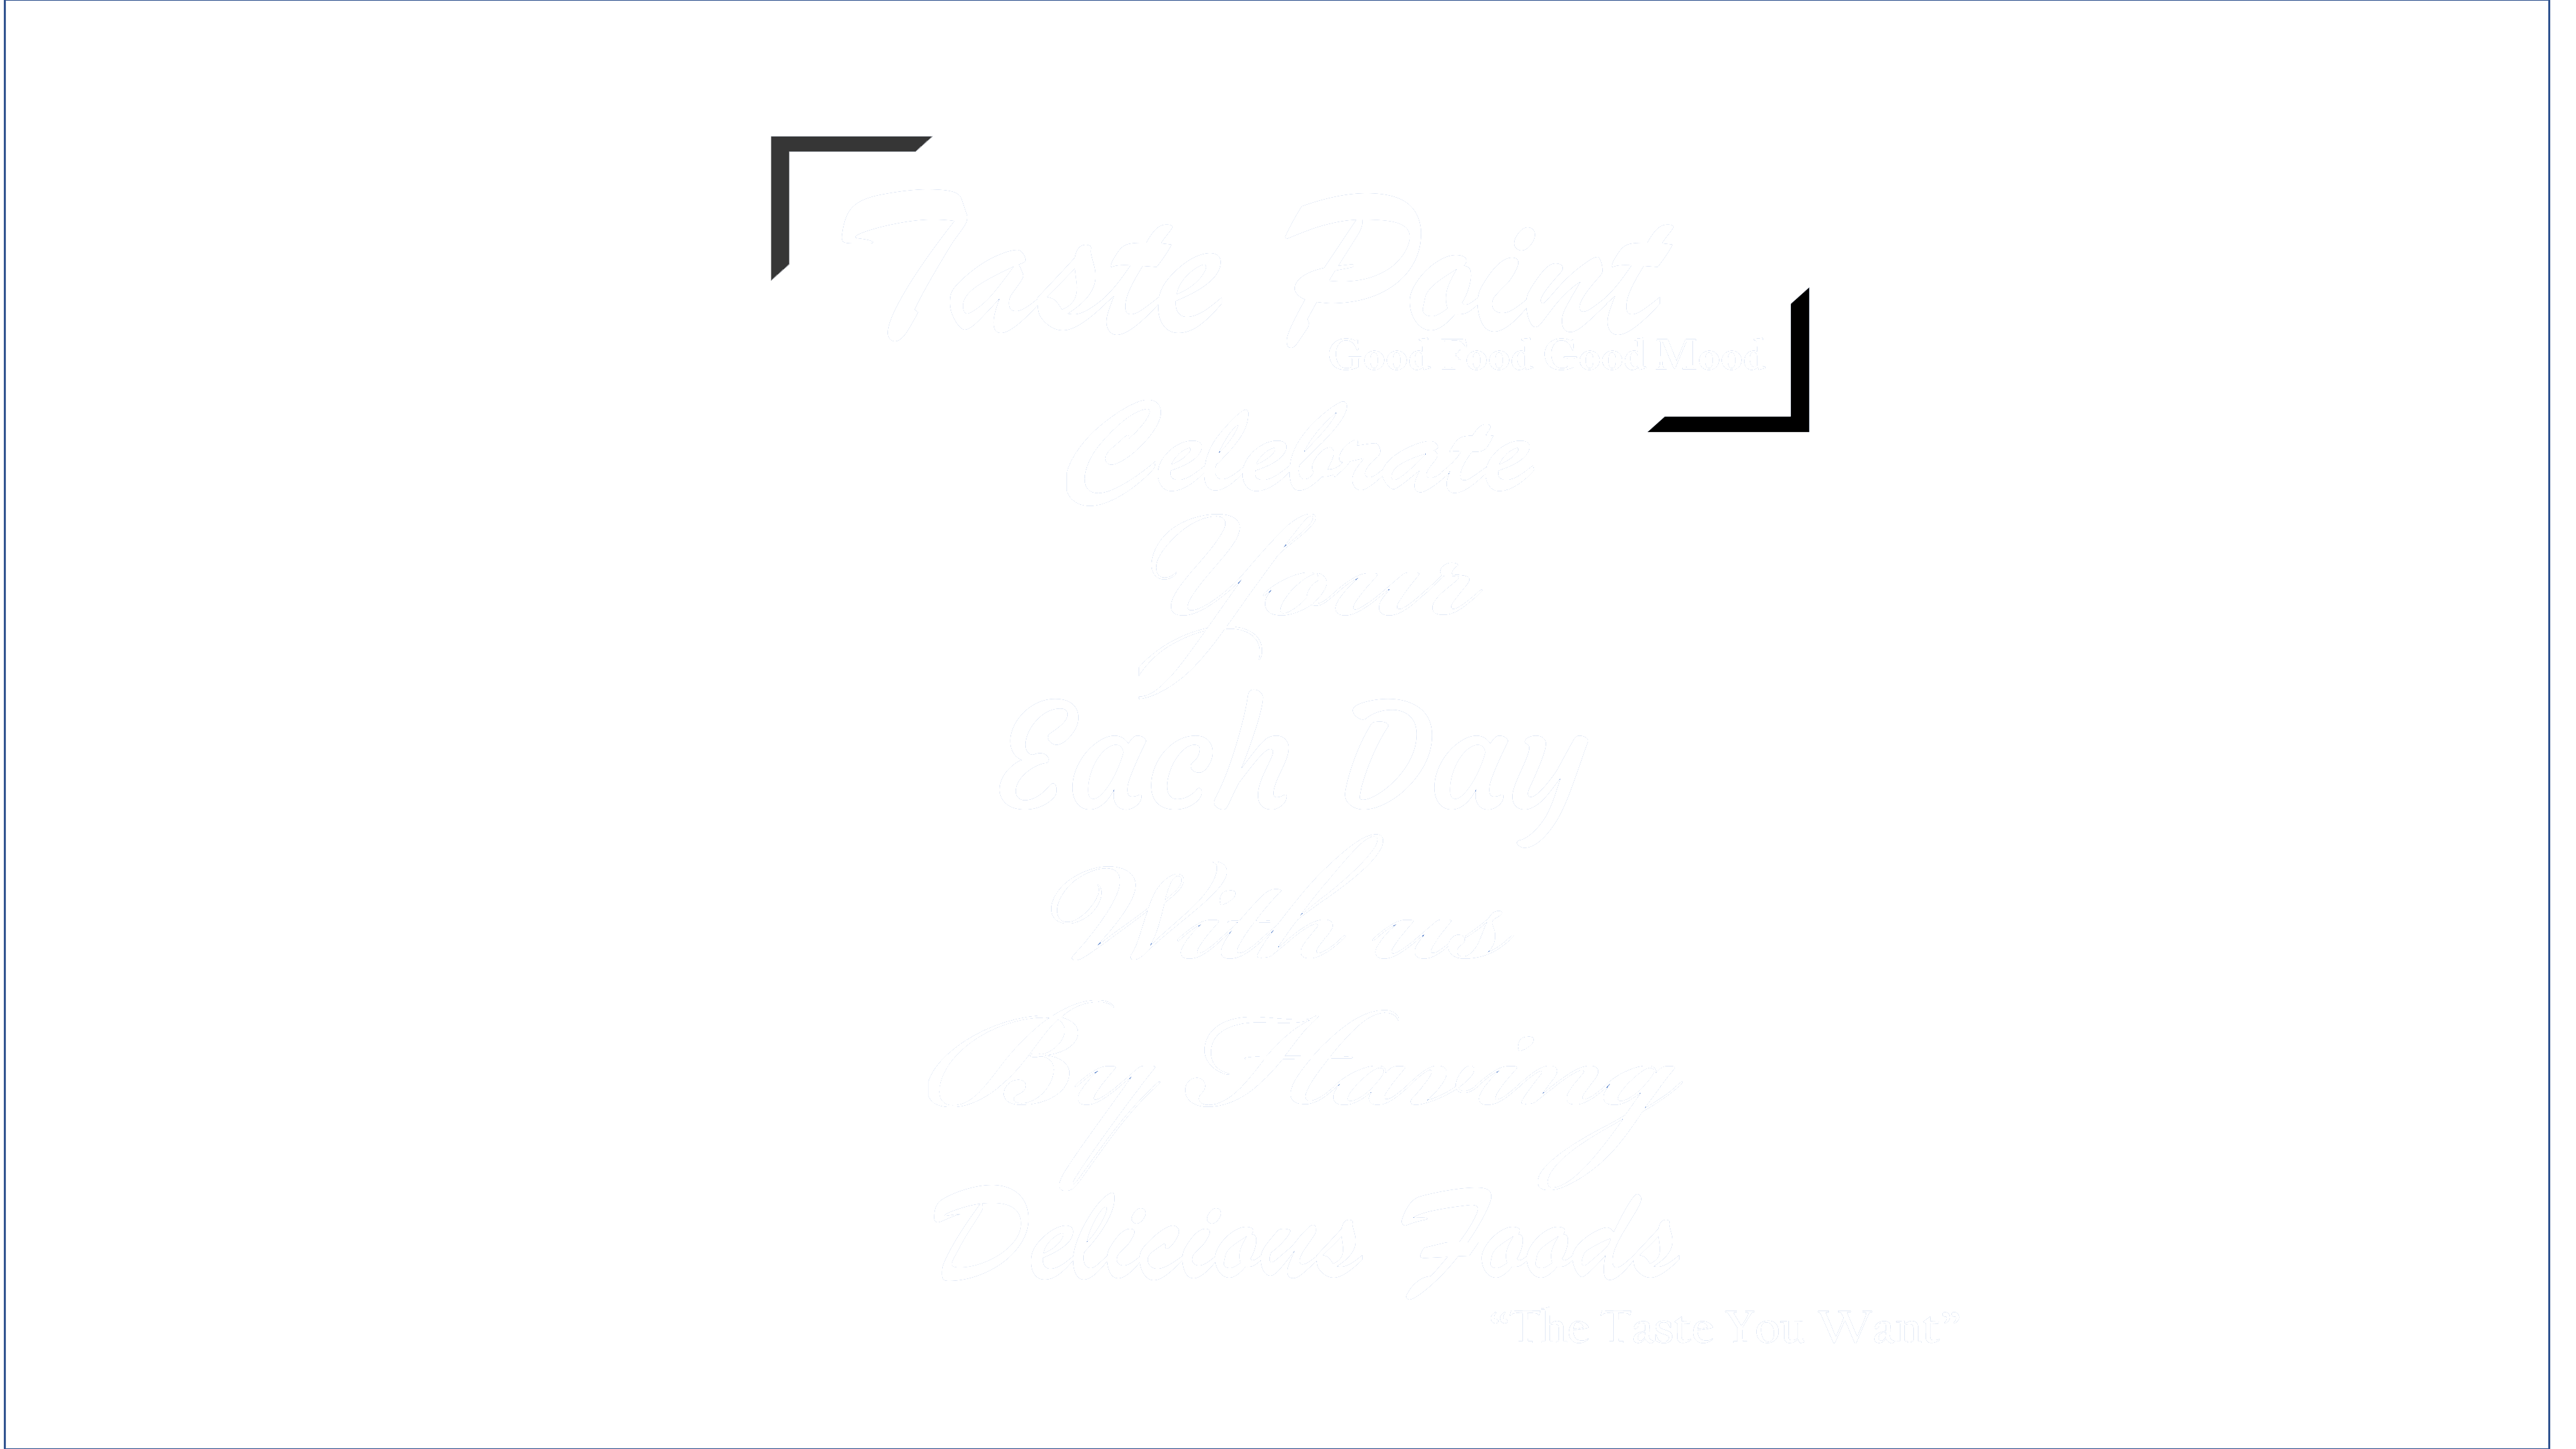 Taste Point
Good Food Good Mood
Celebrate
Your
Each Day
With us
By Having
Delicious Foods
“The Taste You Want”